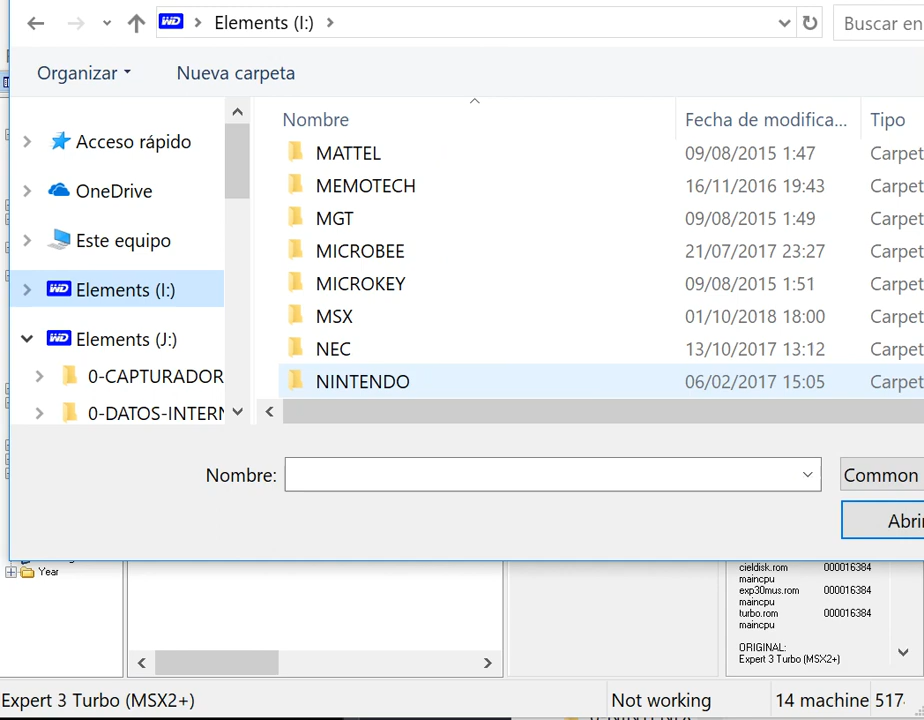 WD Elements (I:)
Buscar en
Organizar Nueva carpeta
Nombre Fecha de modifica... Tipo
Acceso rápido
OneDrive
Este equipo
WD Elements (I:)
WD Elements (J:)
0-CAPTURADOR
0-DATOS-INTERN
MATTEL 09/08/2015 1:47 Carpet
MEMOTECH 16/11/2016 19:43 Carpet
MGT 09/08/2015 1:49 Carpet
MICROBEE 21/07/2017 23:27 Carpet
MICROKEY 09/08/2015 1:51 Carpet
MSX 01/10/2018 18:00 Carpet
NEC 13/10/2017 13:12 Carpet
NINTENDO 06/02/2017 15:05 Carpet
Nombre:
Common
Abrir
Year
cieldisk.rom 000016384
maincpu
exp30mus.rom 000016384
maincpu
turbo.rom 000016384
maincpu
ORIGINAL:
Expert 3 Turbo (MSX2+)
Expert 3 Turbo (MSX2+) Not working 14 machine 517